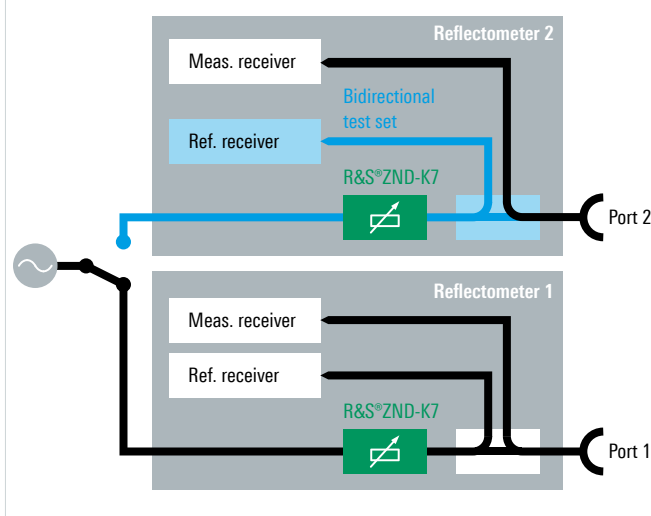 Reflectometer 2
Meas. receiver
Bidirectional
test set
Ref. receiver
R&S®ZND-K7
Port 2
Reflectometer 1
Meas. receiver
Ref. receiver
R&S®ZND-K7
Port 1